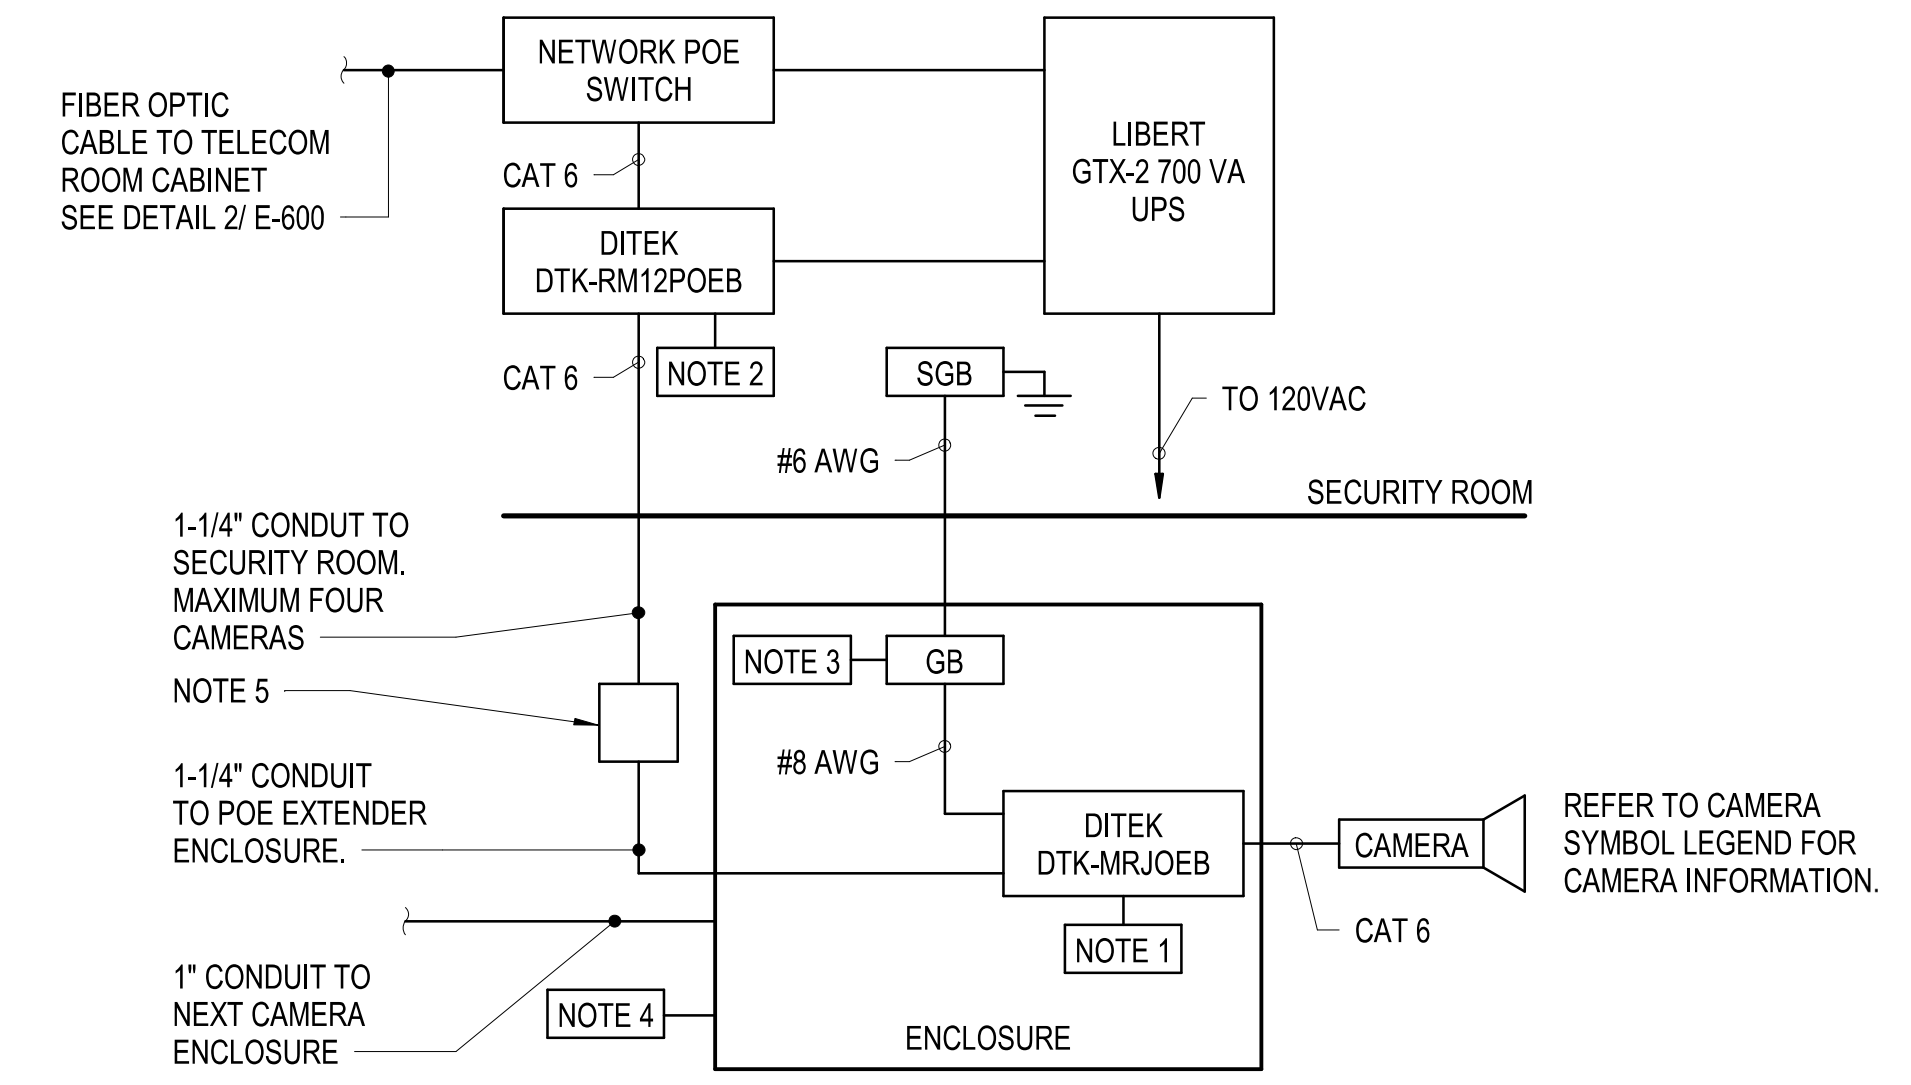 NETWORK POE
SWITCH
FIBER OPTIC
CABLE TO TELECOM
ROOM CABINET
SEE DETAIL 2/ E-600
LIBERT
GTX-2 700 VA
UPS
CAT 6
DITEK
DTK-RM12POEB
CAT 6
NOTE 2
SGB
TO 120VAC
#6 AWG
SECURITY ROOM
1-1/4" CONDUT TO
SECURITY ROOM.
MAXIMUM FOUR
CAMERAS
NOTE 3
GB
NOTE 5
#8 AWG
1-1/4" CONDUIT
TO POE EXTENDER
ENCLOSURE.
DITEK
DTK-MRJOEB
CAMERA
REFER TO CAMERA
SYMBOL LEGEND FOR
CAMERA INFORMATION.
CAT 6
NOTE 1
1" CONDUIT TO
NEXT CAMERA
ENCLOSURE
NOTE 4
ENCLOSURE